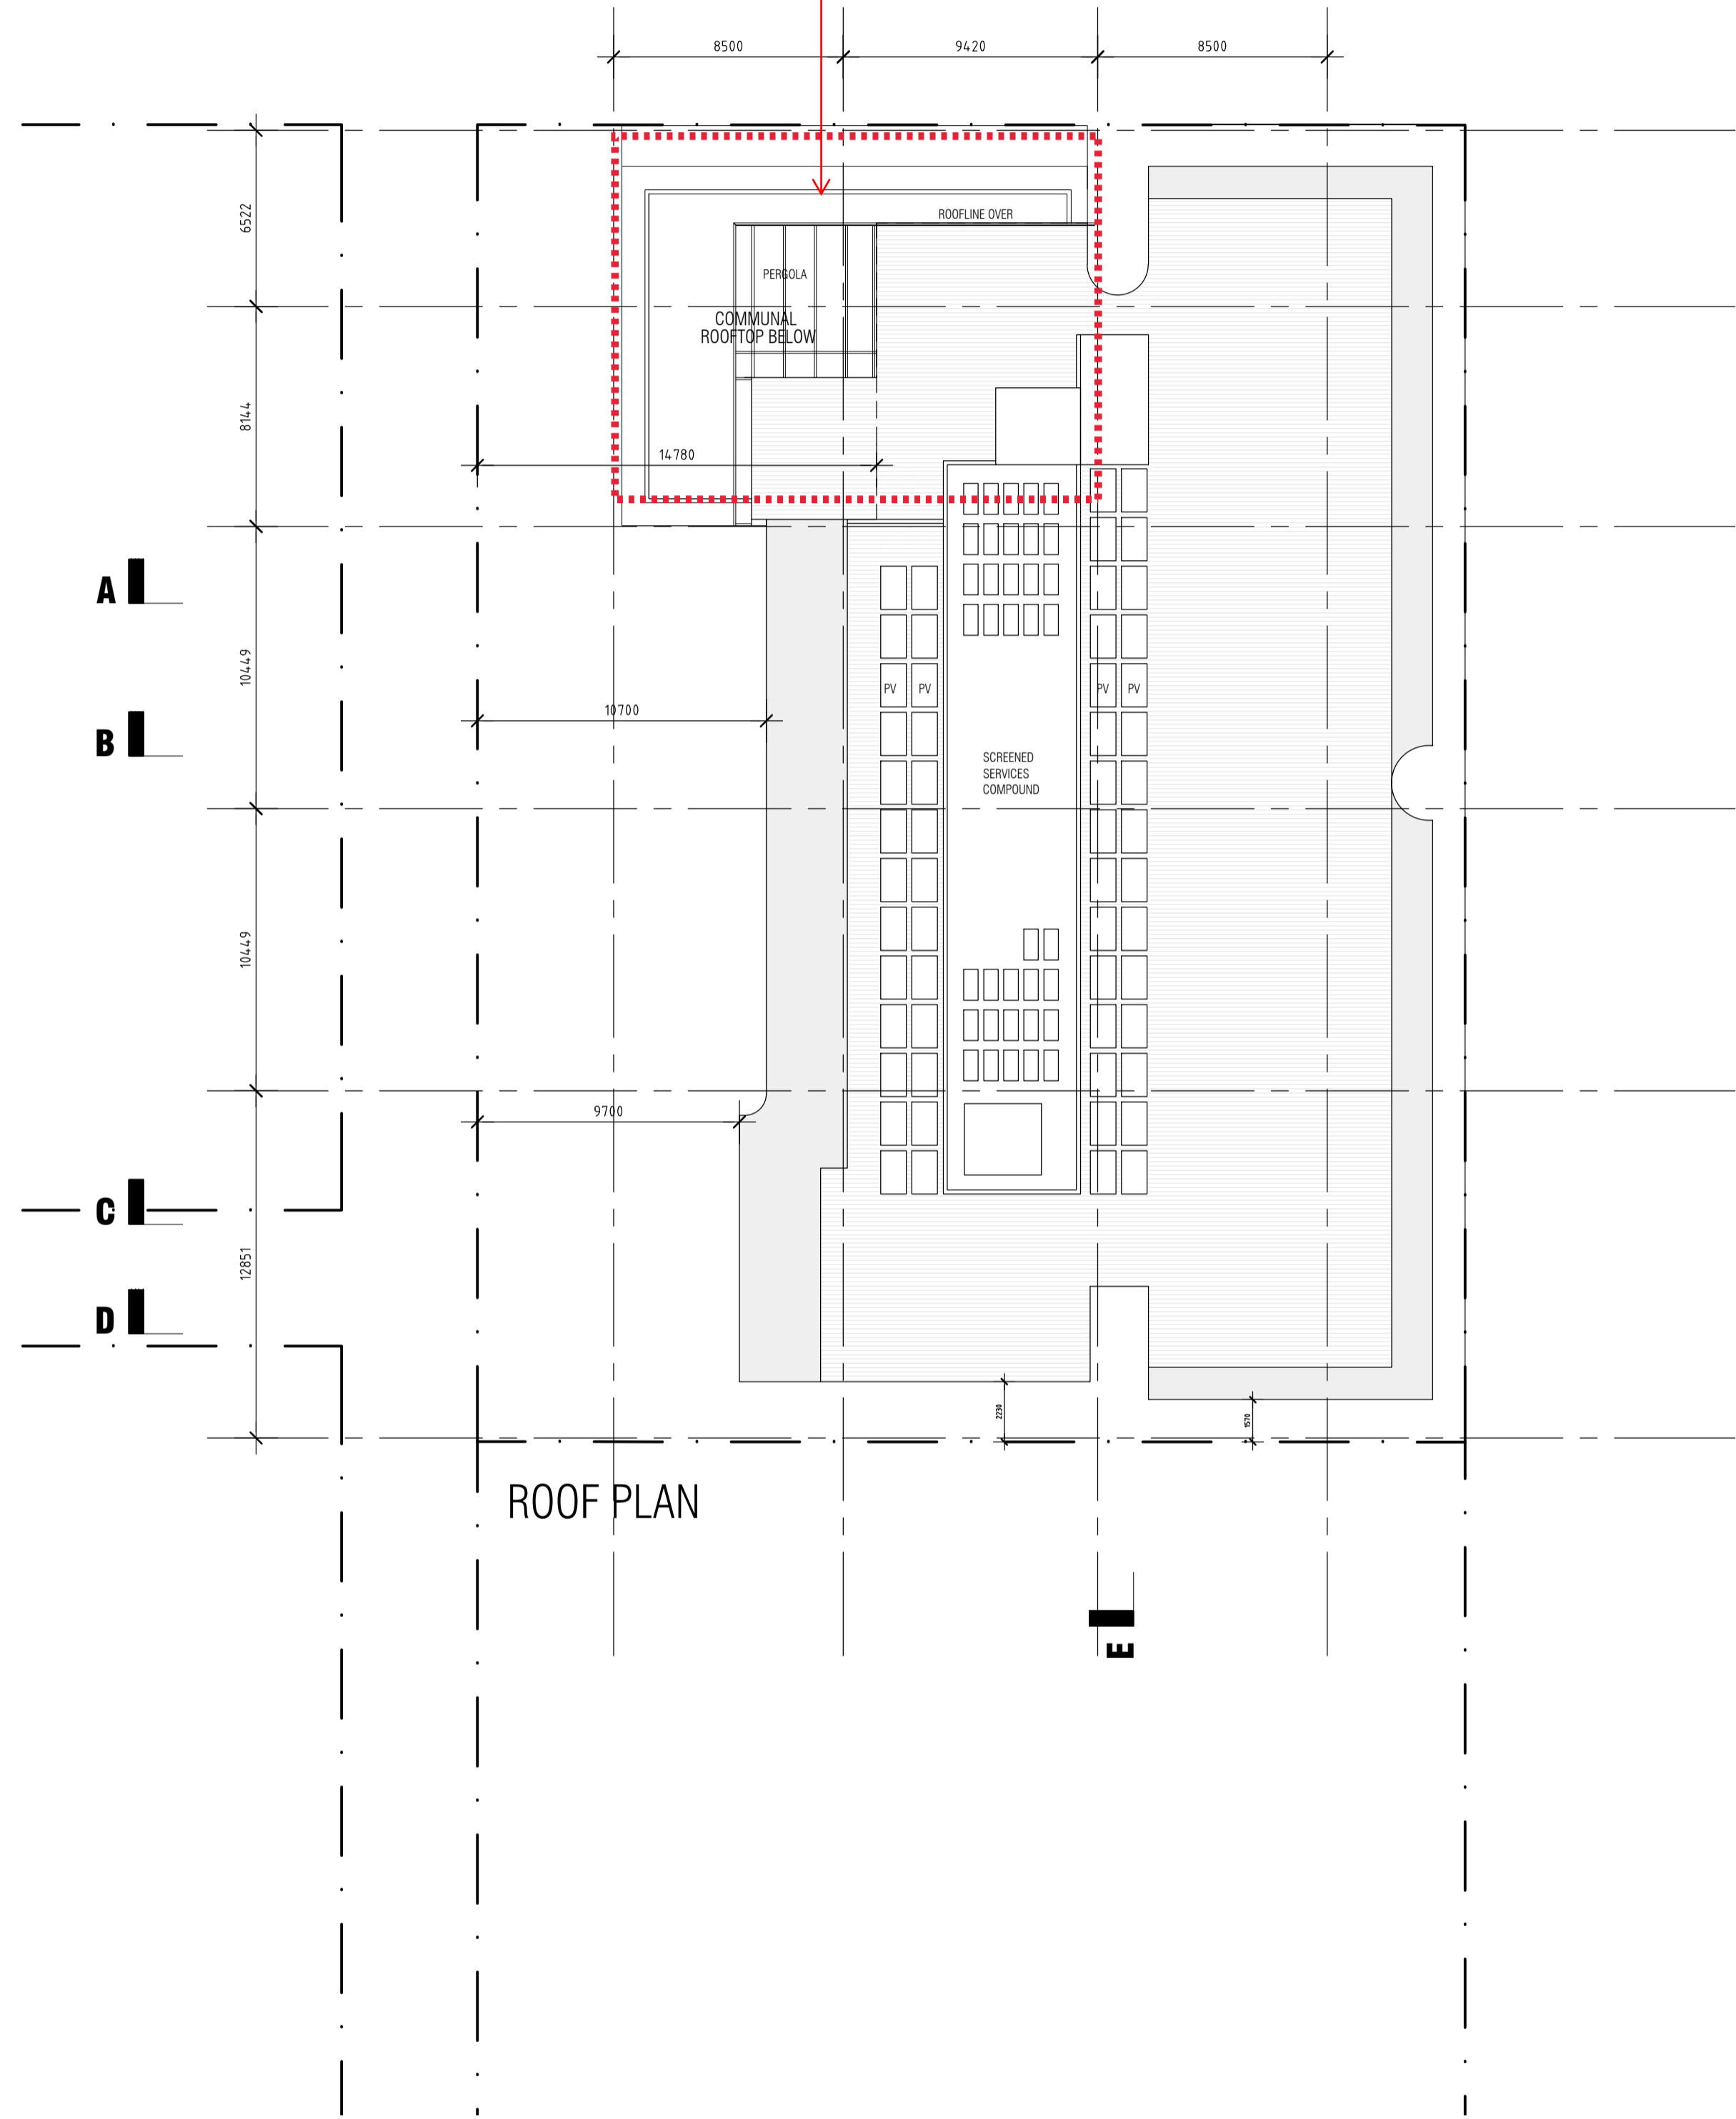 8500
9420
8500
6522
ROOFLINE OVER
PERGOLA
COMMUNAL
ROOFTOP BELOW
8144
14780
A
10449
PV
PV
PV
PV
10700
B
SCREENED
SERVICES
COMPOUND
10449
9700
C
12851
D
2230
1570
ROOF PLAN
E